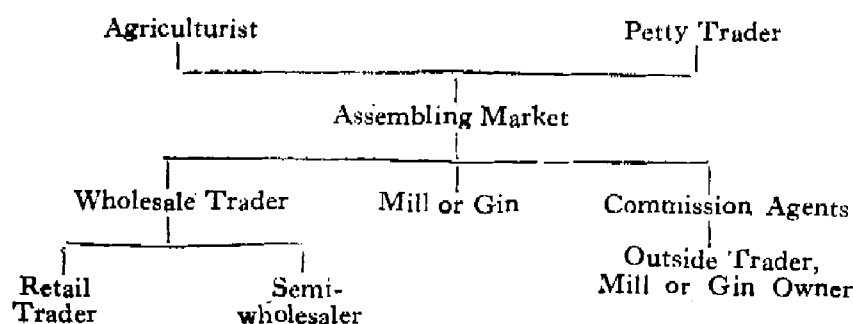 Agriculturist Petty Trader
Assembling Market
Wholesale Trader Mill or Gin Commission Agents
Retail Trader
Semi-wholesaler
Outside Trader,
Mill or Gin Owner